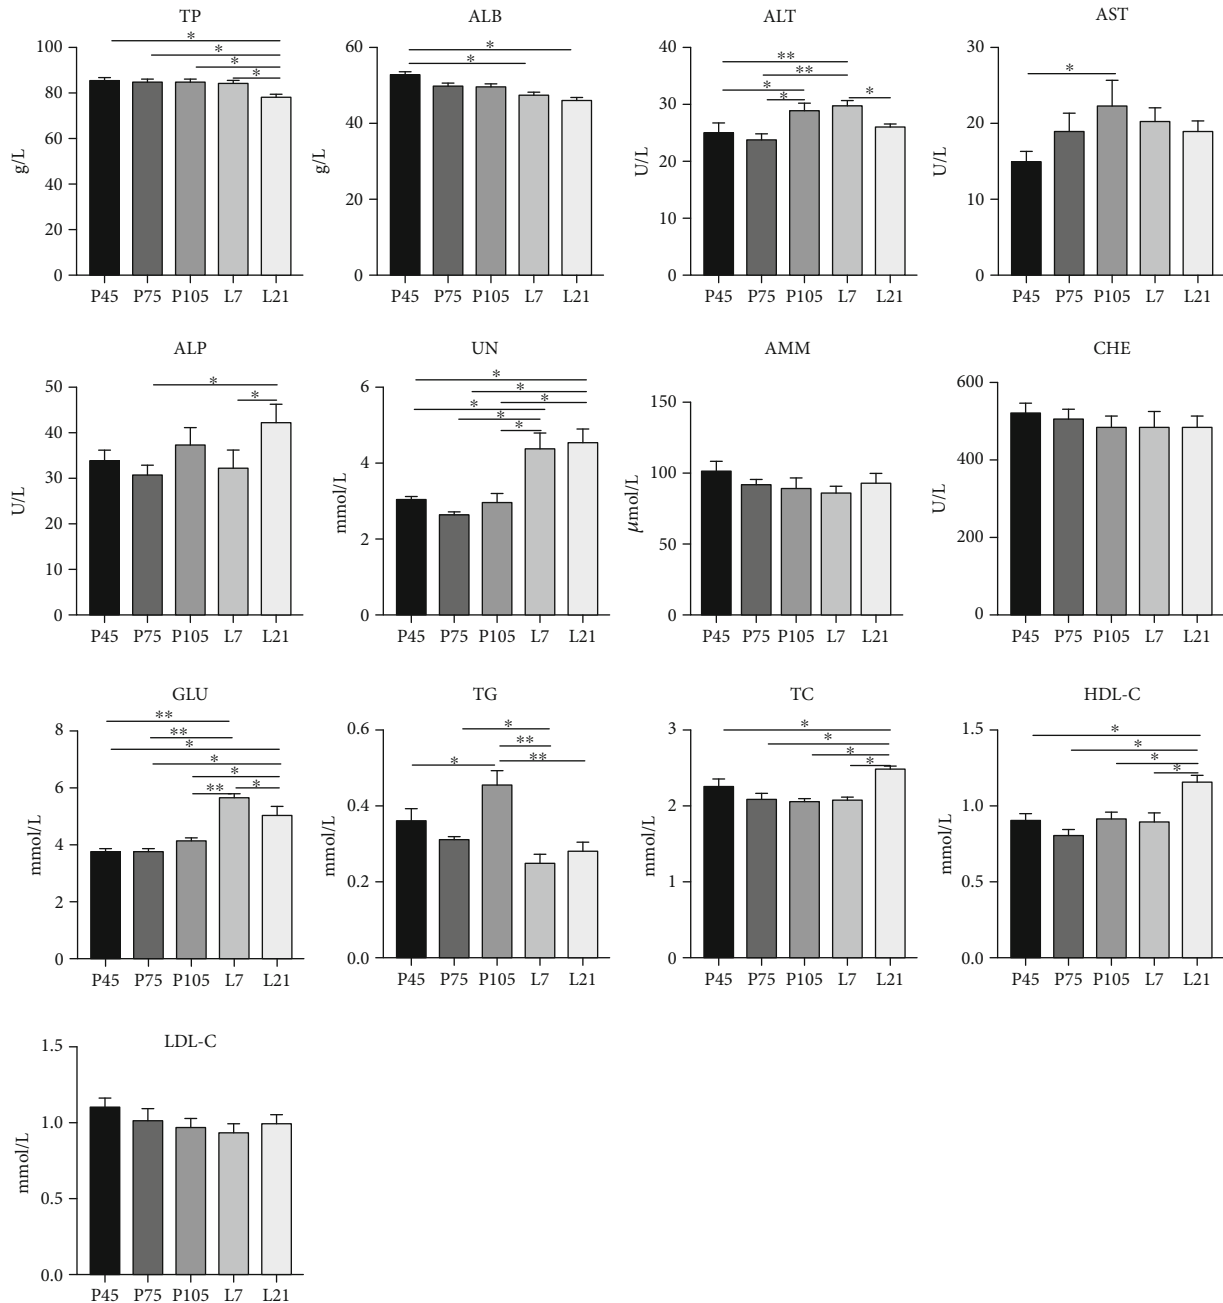 TP
g/L
100
80
60
40
20
0
* * * *
P45 P75 P105 L7 L21
ALB
g/L
60
40
20
0
* *
P45 P75 P105 L7 L21
ALT
U/L
40
30
20
10
0
** ** * * *
P45 P75 P105 L7 L21
AST
U/L
30
20
10
0
*
P45 P75 P105 L7 L21
ALP
U/L
50
40
30
20
10
0
* *
P45 P75 P105 L7 L21
UN
mmol/L
6
4
2
0
* * * * * *
P45 P75 P105 L7 L21
AMM
μmol/L
150
100
50
0
P45 P75 P105 L7 L21
CHE
U/L
600
400
200
0
P45 P75 P105 L7 L21
GLU
mmol/L
8
6
4
2
0
** ** * * * ** *
P45 P75 P105 L7 L21
TG
mmol/L
0.6
0.4
0.2
0.0
* ** * **
P45 P75 P105 L7 L21
TC
mmol/L
3
2
1
0
* * * *
P45 P75 P105 L7 L21
HDL-C
mmol/L
1.5
1.0
0.5
0.0
* * * *
P45 P75 P105 L7 L21
LDL-C
mmol/L
1.5
1.0
0.5
0.0
P45 P75 P105 L7 L21